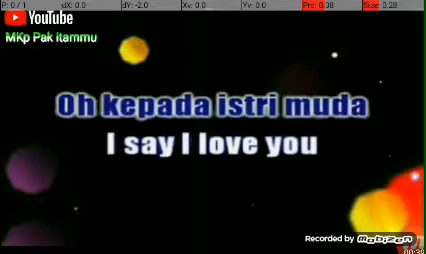 P: 0 / 1 dX: 0.0 dY: -2.0 Xv: 0.0 Yv: 0.0 Prs: 0.38 Size: 0.28
YouTube
MKp Pak itammu
Oh kepada istri muda
I say I love you
Recorded by mobizen